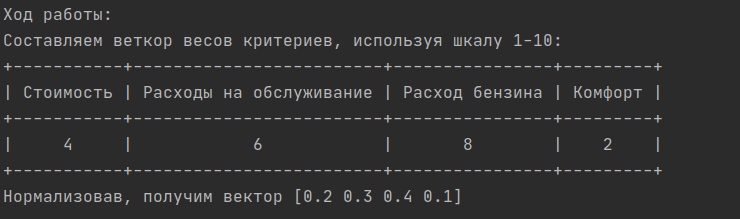 Ход работы:
Составляем веткор весов критериев, используя шкалу 1-10:
+-----------+------------------------+---------------+---------+
| Стоимость | Расходы на обслуживание | Расход бензина | Комфорт |
+-----------+------------------------+---------------+---------+
| 4 | 6 | 8 | 2 |
+-----------+------------------------+---------------+---------+
Нормализовав, получим вектор [0.2 0.3 0.4 0.1]